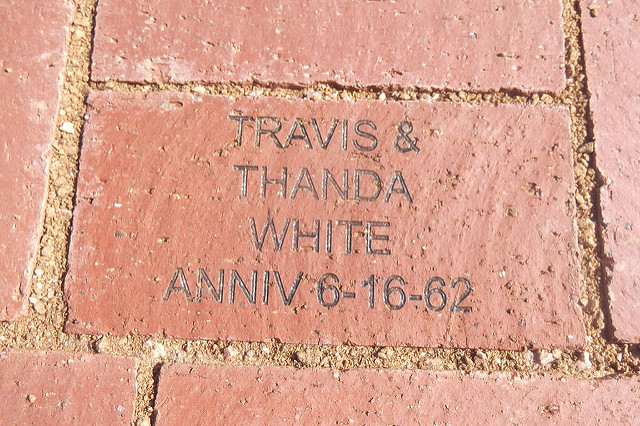 TRAVIS &
THANDA
WHITE
ANNIV 6-16-62